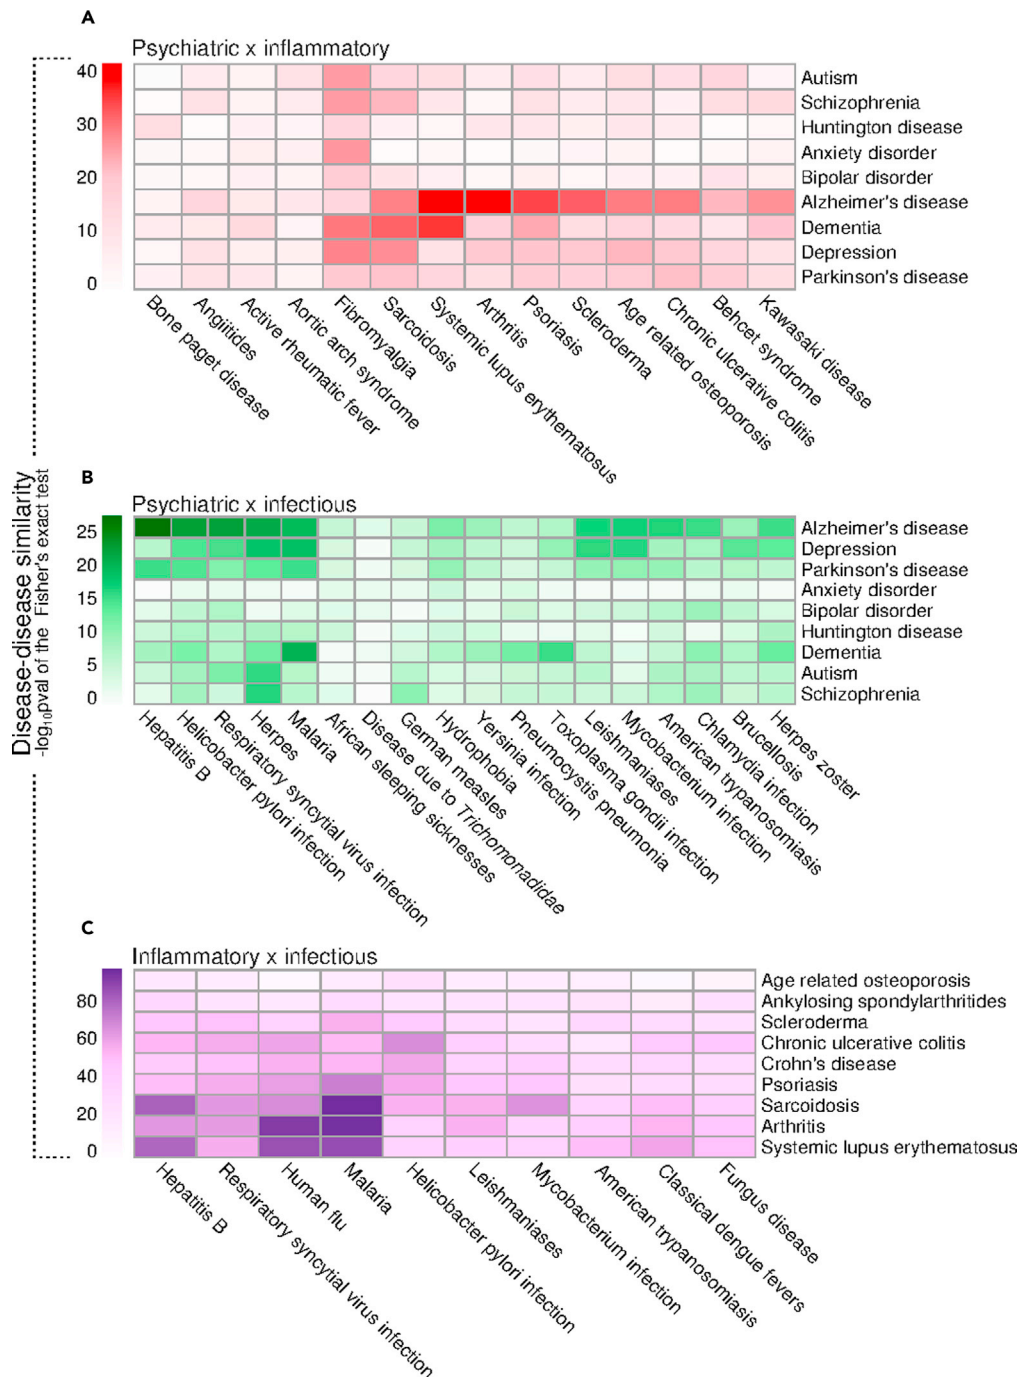 A
Psychiatric x inflammatory
40
30
20
10
0
Autism
Schizophrenia
Huntington disease
Anxiety disorder
Bipolar disorder
Alzheimer's disease
Dementia
Depression
Parkinson's disease
Bone paget disease
Angiitides
Active rheumatic fever
Aortic arch syndrome
Fibromyalgia
Sarcoidosis
Systemic lupus erythematosus
Arthritis
Psoriasis
Scleroderma
Age related osteoporosis
Chronic ulcerative colitis
Behcet syndrome
Kawasaki disease
Disease-disease similarity
-log₁₀pval of the Fisher's exact test
B
Psychiatric x infectious
25
20
15
10
5
0
Alzheimer's disease
Depression
Parkinson's disease
Anxiety disorder
Bipolar disorder
Huntington disease
Dementia
Autism
Schizophrenia
Hepatitis B
Helicobacter pylori infection
Respiratory syncytial virus infection
Herpes
Malaria
African sleeping sicknesses
Disease due to Trichomonadidae
German measles
Hydrophobia
Yersinia infection
Pneumocystis pneumonia
Toxoplasma gondii infection
Leishmaniases
Mycobacterium infection
American trypanosomiasis
Chlamydia infection
Brucellosis
Herpes zoster
C
Inflammatory x infectious
80
60
40
20
0
Age related osteoporosis
Ankylosing spondylarthritides
Scleroderma
Chronic ulcerative colitis
Crohn's disease
Psoriasis
Sarcoidosis
Arthritis
Systemic lupus erythematosus
Hepatitis B
Respiratory syncytial virus infection
Human flu
Malaria
Helicobacter pylori infection
Leishmaniases
Mycobacterium infection
American trypanosomiasis
Classical dengue fevers
Fungus disease